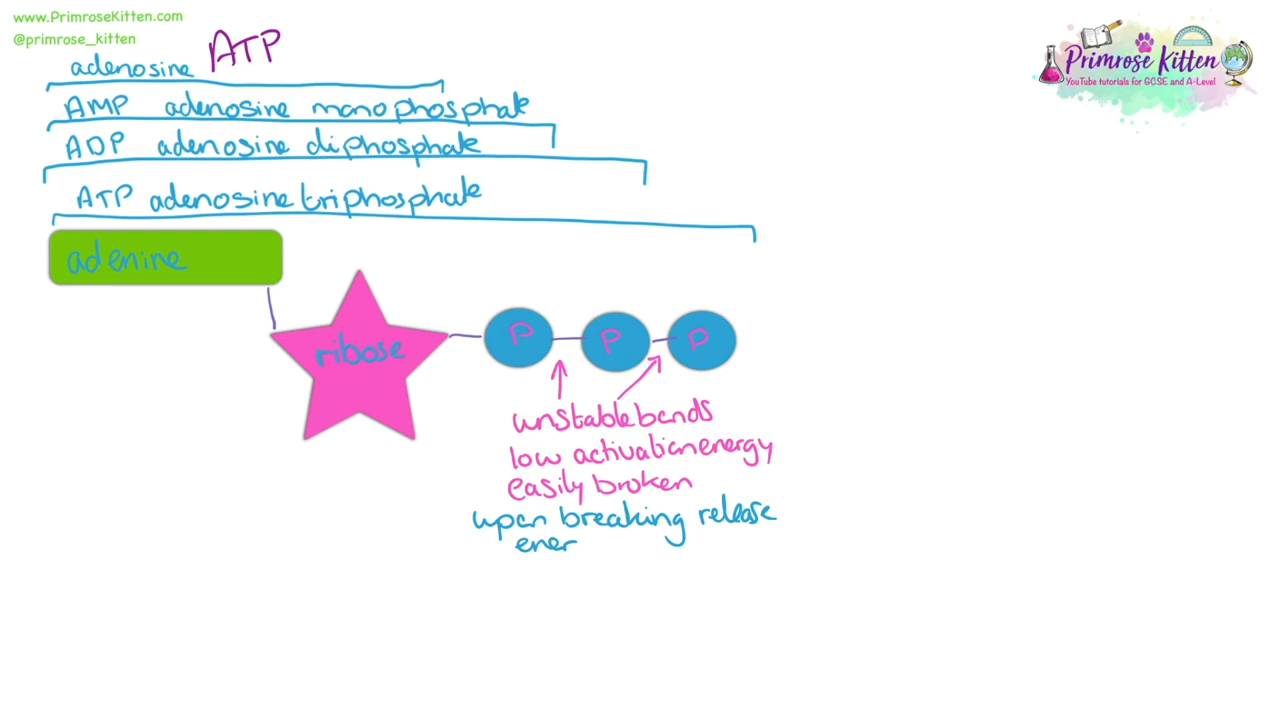 www.PrimroseKitten.com
@primrose_kitten
ATP
adenosine
AMP adenosine monophosphate
ADP adenosine diphosphate
ATP adenosine triphosphate
adenine
ribose
P P P
unstable bonds
low activation energy
easily broken
upon breaking release
ener
Primrose Kitten
YouTube tutorials for GCSE and A-Level